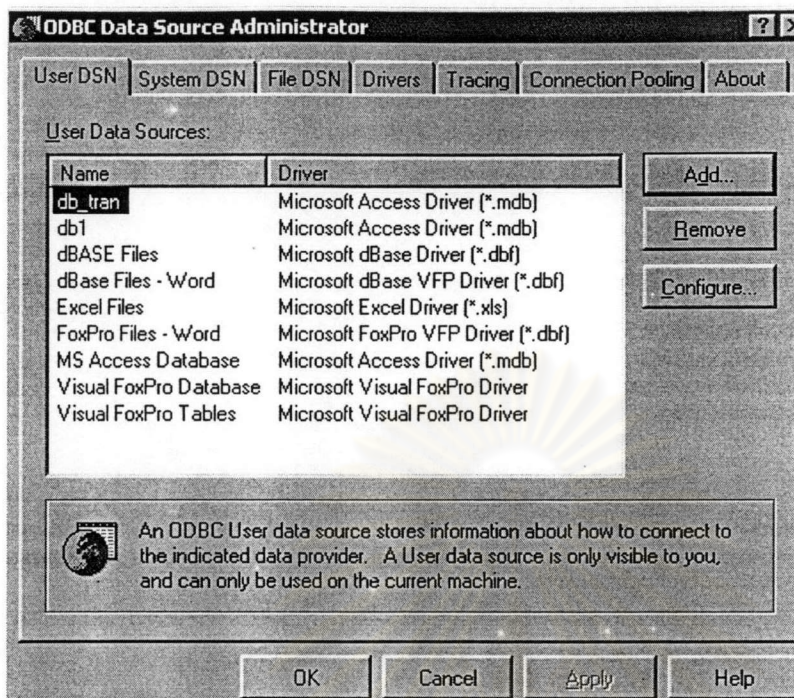 ODBC Data Source Administrator
User DSN System DSN File DSN Drivers Tracing Connection Pooling About
User Data Sources:
Name Driver
db_tran Microsoft Access Driver (*.mdb)
db1 Microsoft Access Driver (*.mdb)
dBASE Files Microsoft dBase Driver (*.dbf)
dBase Files - Word Microsoft dBase VFP Driver (*.dbf)
Excel Files Microsoft Excel Driver (*.xls)
FoxPro Files - Word Microsoft FoxPro VFP Driver (*.dbf)
MS Access Database Microsoft Access Driver (*.mdb)
Visual FoxPro Database Microsoft Visual FoxPro Driver
Visual FoxPro Tables Microsoft Visual FoxPro Driver
Add...
Remove
Configure...
An ODBC User data source stores information about how to connect to
the indicated data provider. A User data source is only visible to you,
and can only be used on the current machine.
OK Cancel Apply Help